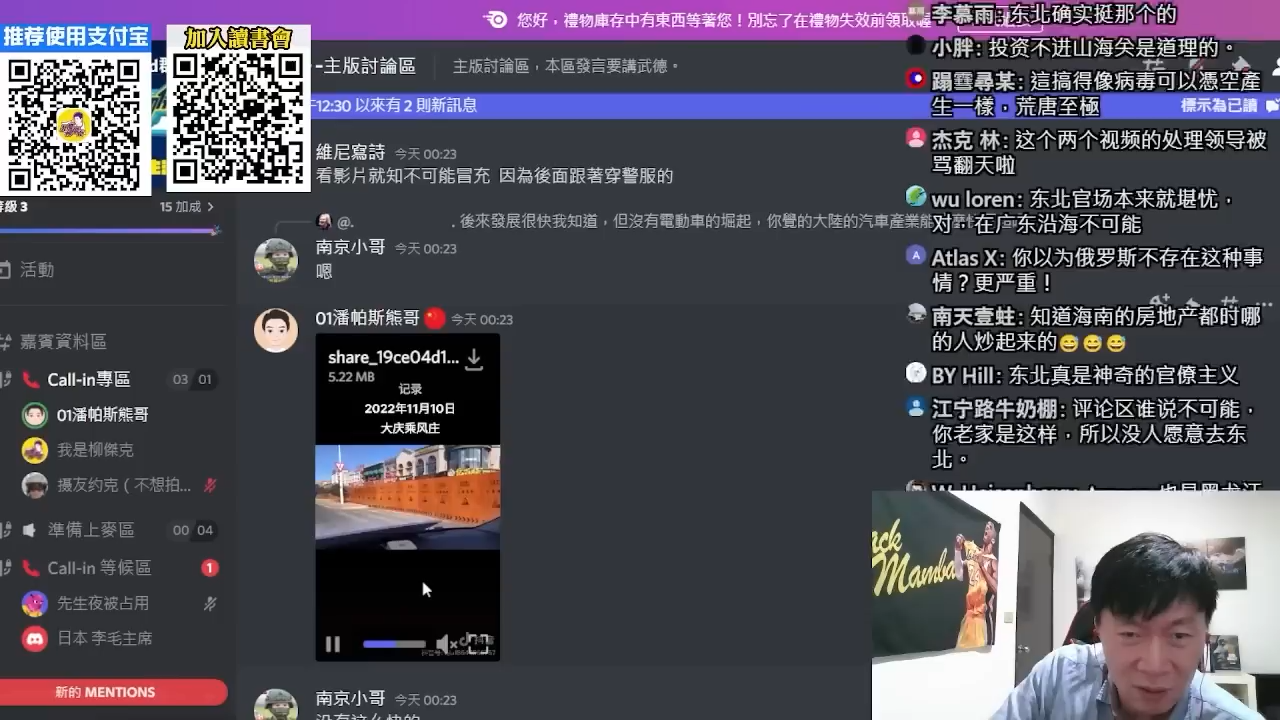 您好，禮物庫存中有東西等著您！別忘了在禮物失效前領取喔
推荐使用支付宝
加入讀書會
-主版討論區
主版討論區，本區發言要講武德。
12:30 以來有 2 則新訊息
標示為已讀
維尼寫詩 今天 00:23
看影片就知不可能冒充 因為後面跟著穿警服的
@. . 後來發展很快我知道，但沒有電動車的堀起，你覺的大陸的汽車產業能
南京小哥 今天 00:23
嗯
01潘帕斯熊哥 今天 00:23
share_19ce04d1...
5.22 MB
记录
2022年11月10日
大庆乘风庄
南京小哥 今天 00:23
級 3
15 加成 >
活動
嘉賓資料區
Call-in專區 03 01
01潘帕斯熊哥
我是柳傑克
摄友约克（不想拍...
準備上麥區 00 04
Call-in 等候區 1
先生夜被占用
日本 李毛主席
新的 MENTIONS
李慕雨: 东北确实挺那个的
小胖: 投资不进山海关是道理的。
蹋雪尋某: 這搞得像病毒可以憑空產
生一樣，荒唐至極
杰克 林: 这个两个视频的处理领导被
骂翻天啦
wu loren: 东北官场本来就堪忧，
对，在广东沿海不可能
A
Atlas X: 你以为俄罗斯不存在这种事
情？更严重！
南天壹蛀: 知道海南的房地产都时哪
的人炒起来的😅😅😅
BY Hill: 东北真是神奇的官僚主义
江宁路牛奶棚: 评论区谁说不可能，
你老家是这样，所以没人愿意去东
北。
ack
Mamba